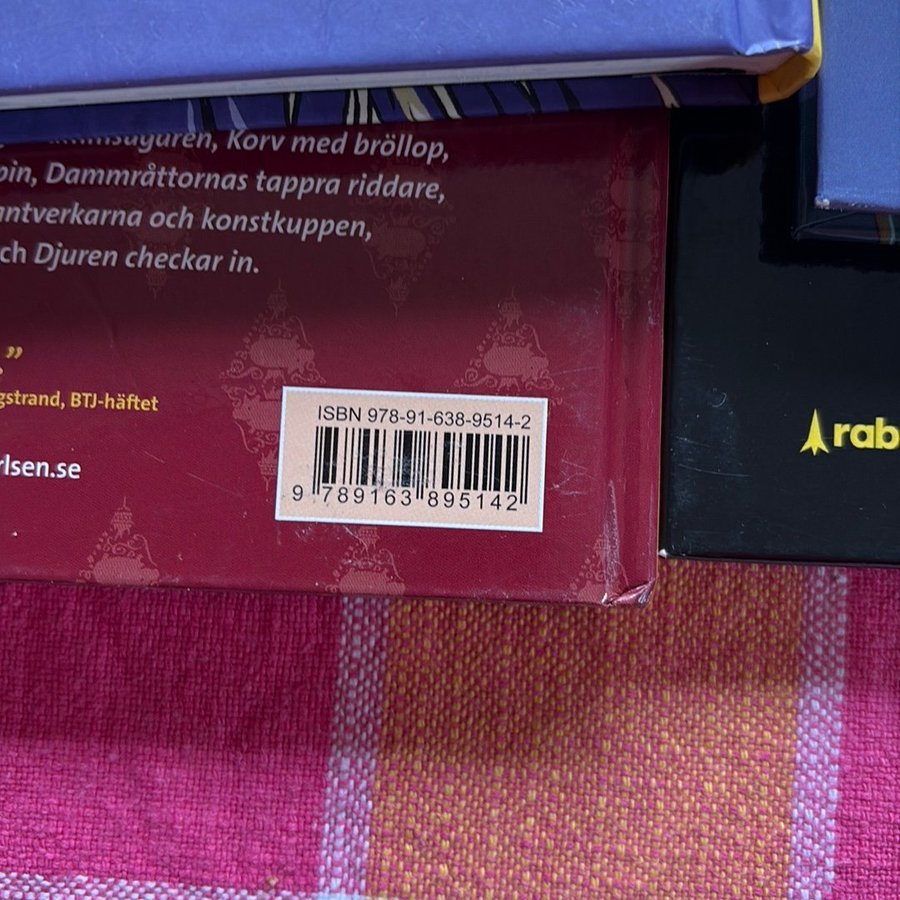 Korv med bröllop,
Dammråttornas tappra riddare,
och konstkuppen,
Djuren checkar in.
”
BTJ-häftet
ISBN 978-91-638-9514-2
9 789163 895142
rab